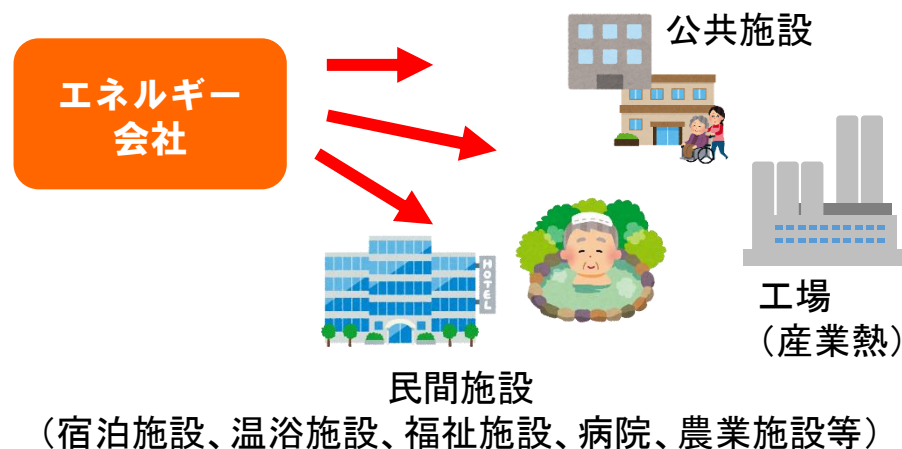 公共施設
エネルギー
会社
HOTEL
工場
（産業熱）
民間施設
（宿泊施設、温浴施設、福祉施設、病院、農業施設等）